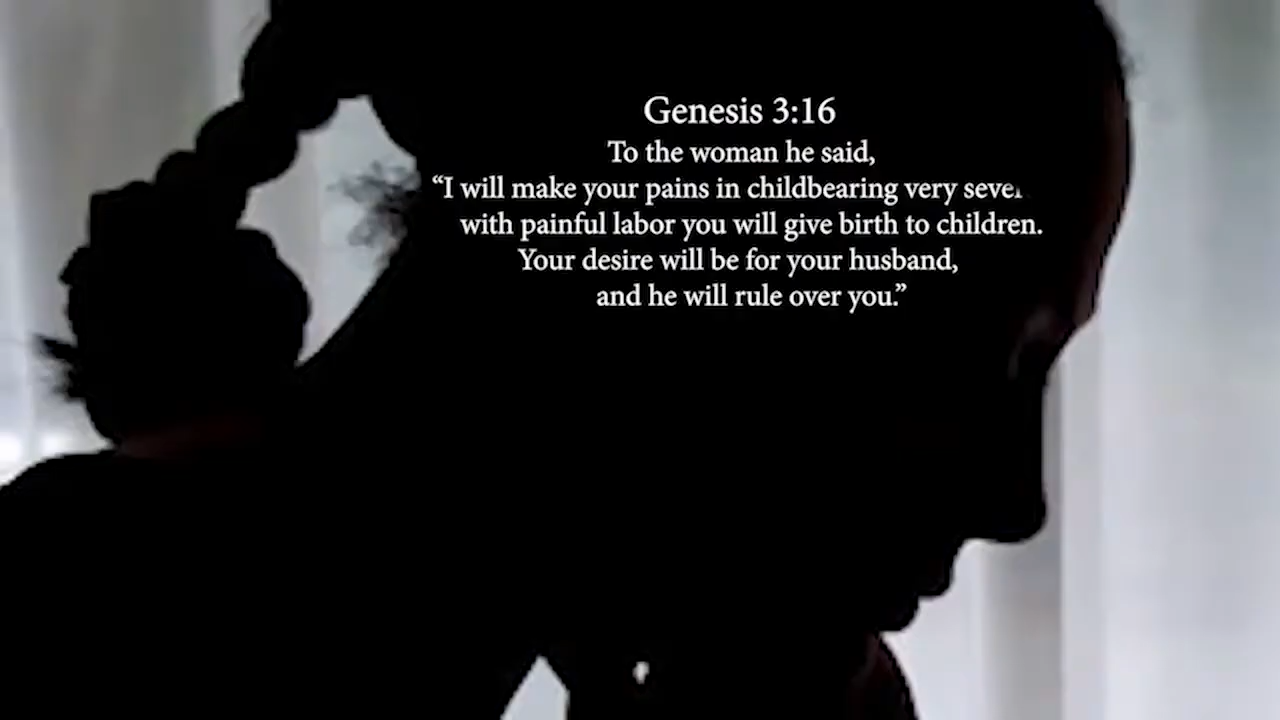 Genesis 3:16
To the woman he said,
“I will make your pains in childbearing very
with painful labor you will give birth to children.
Your desire will be for your husband,
and he will rule over you.”